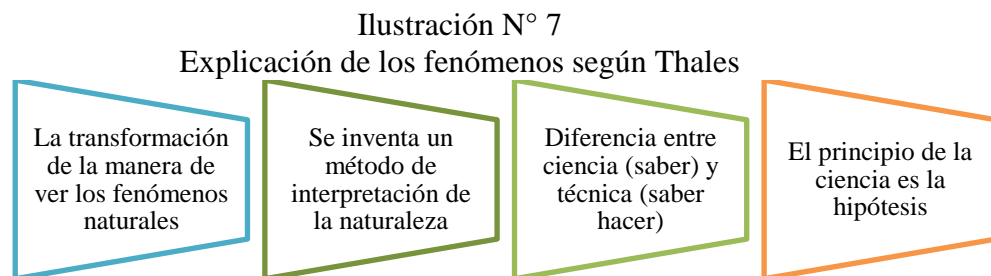 Ilustración N° 7
Explicación de los fenómenos según Thales
La transformación
de la manera de
ver los fenómenos
naturales
Se inventa un
método de
interpretación de
la naturaleza
Diferencia entre
ciencia (saber) y
técnica (saber
hacer)
El principio de la
ciencia es la
hipótesis